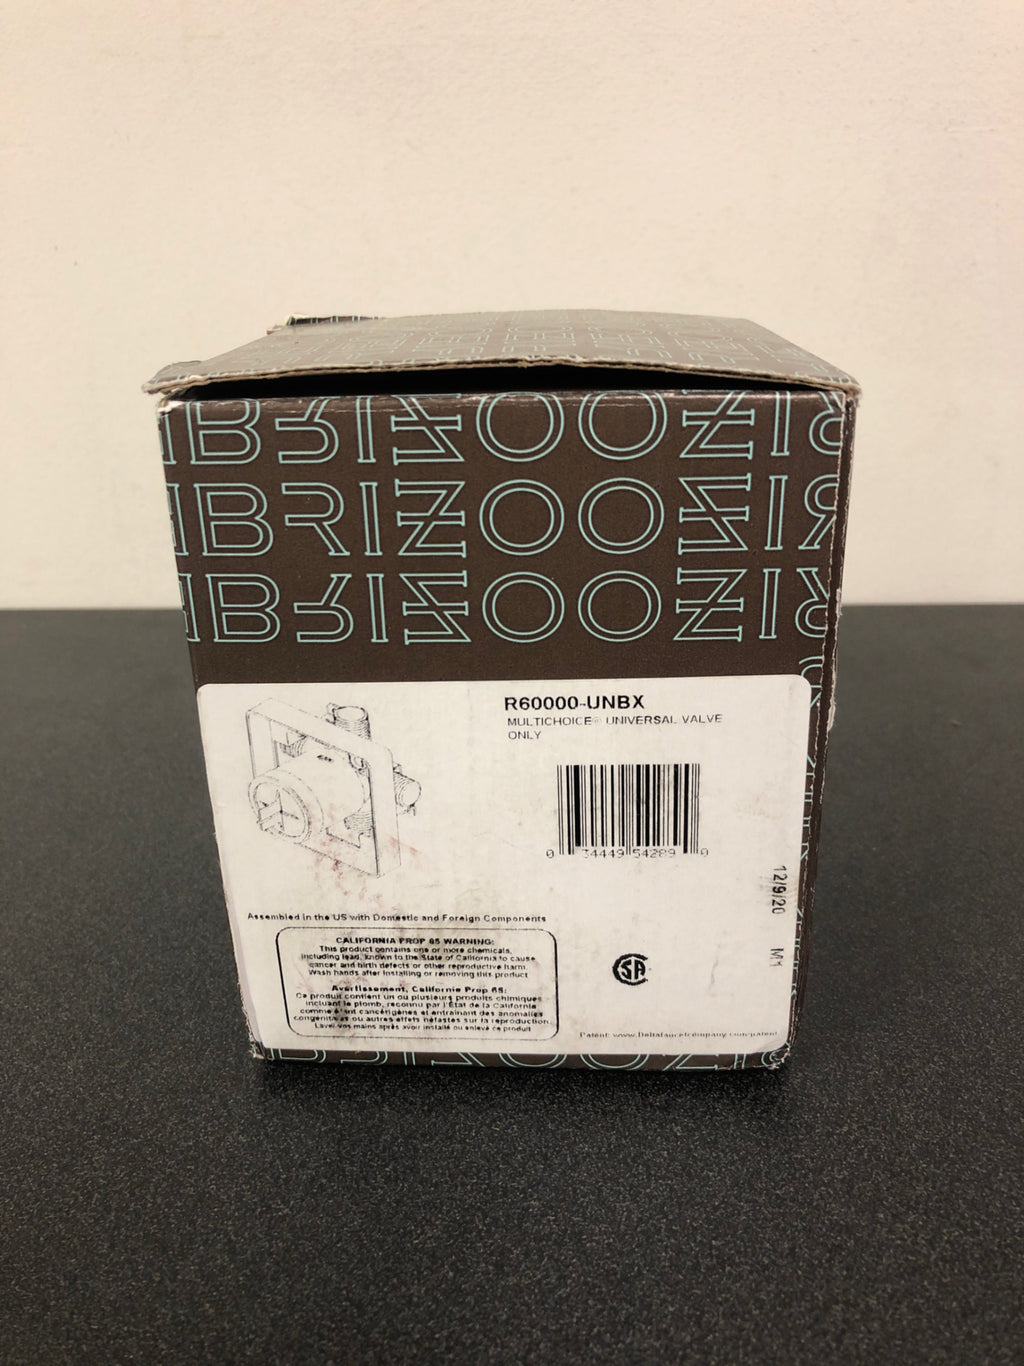 BRIZO
BRIZO
BRIZO
R60000-UNBX
MULTICHOICE® UNIVERSAL VALVE
ONLY
0 34449 54289 0
12/9/20 M1
Assembled in the US with Domestic and Foreign Components
CALIFORNIA PROP 65 WARNING:
This product contains one or more chemicals,
including lead, known to the State of California to cause
cancer and birth defects or other reproductive harm.
Wash hands after installing or removing this product
Avertissement, Californie Prop 65:
Ce produit contient un ou plusieurs produits chimiques
incluant le plomb, reconnu par l'État de la Californie
comme étant cancérigènes et entraînant des anomalies
congénitales ou autres effets néfastes sur la reproduction.
Lavez vos mains après avoir installé ou enlevé ce produit
SA
Patent: www.Deltafaucetcompany.com/patent